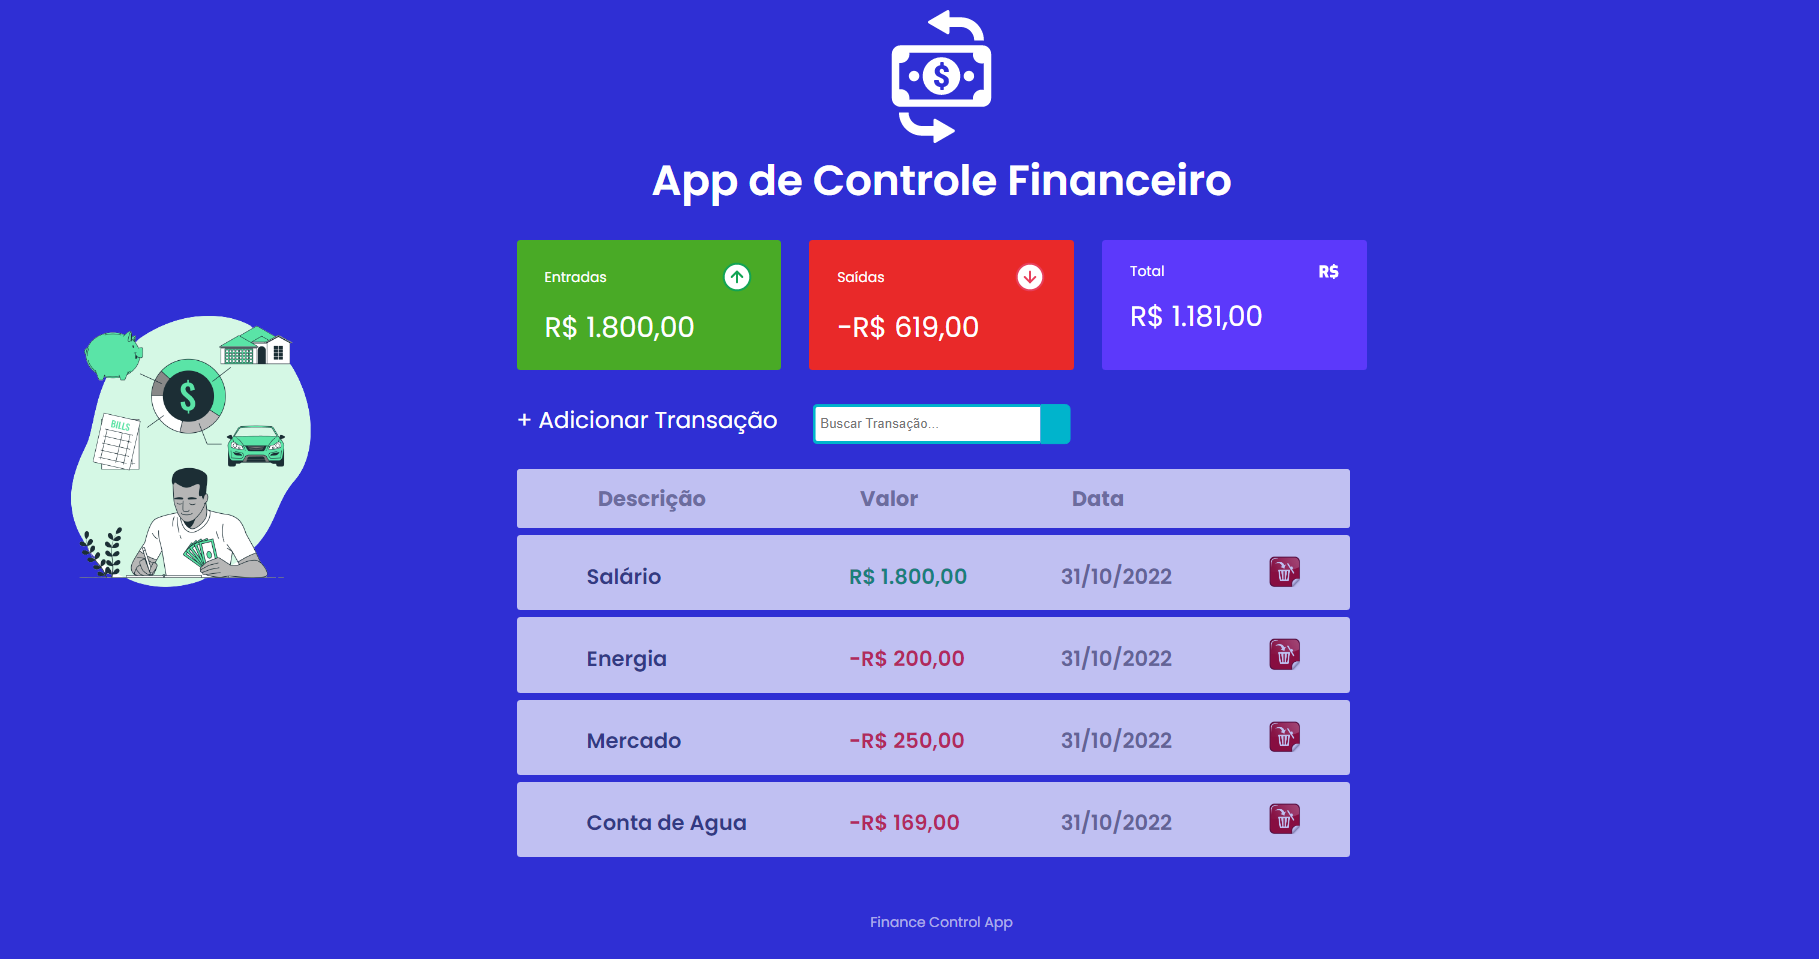 $
App de Controle Financeiro
Entradas
R$ 1.800,00
Saídas
-R$ 619,00
Total
R$
R$ 1.181,00
$
BILLS
+ Adicionar Transação
Buscar Transação...
Descrição Valor Data
Salário R$ 1.800,00 31/10/2022
Energia -R$ 200,00 31/10/2022
Mercado -R$ 250,00 31/10/2022
Conta de Agua -R$ 169,00 31/10/2022
Finance Control App